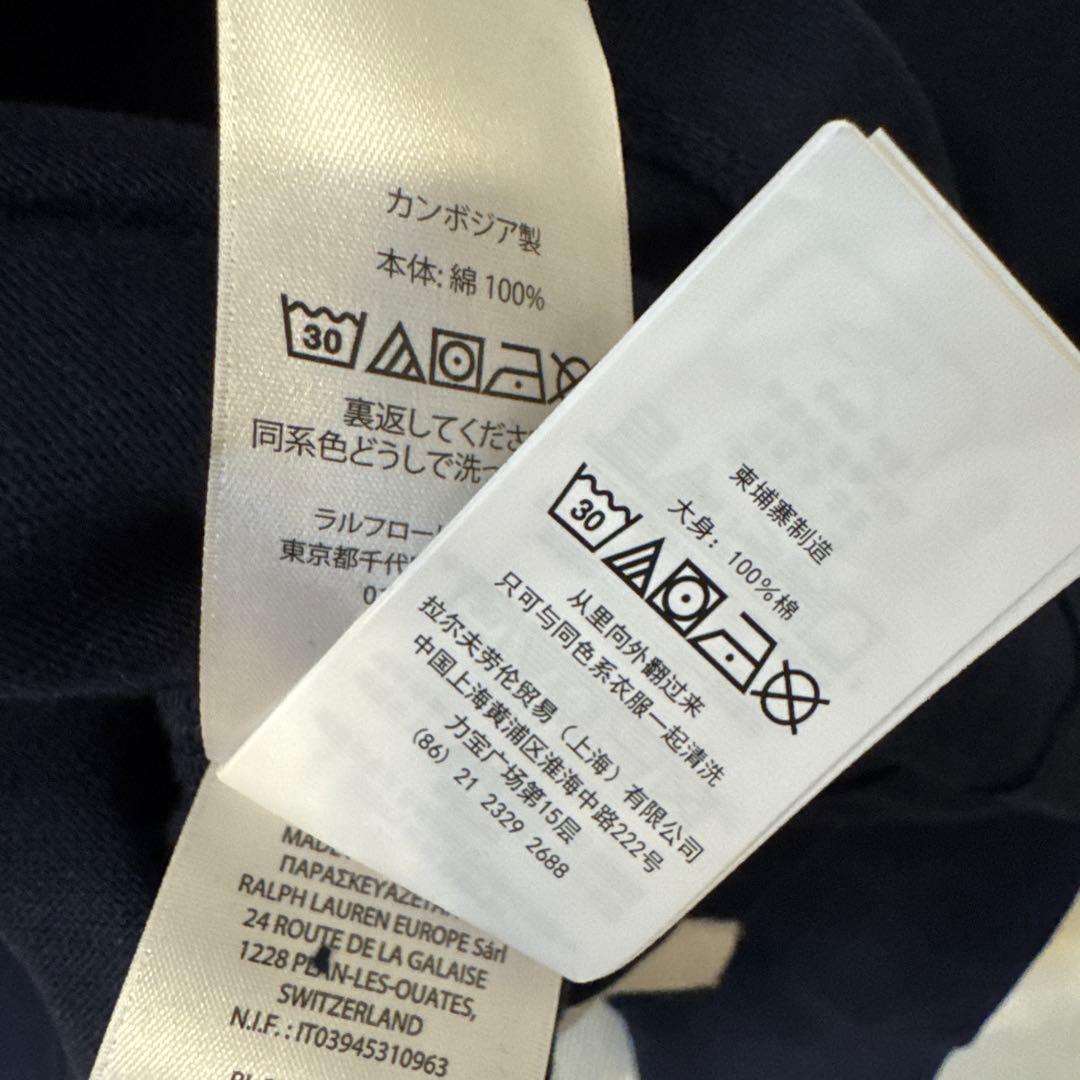 カンボジア製
本体: 綿 100%
30
裏返してくださ
同系色どうしで洗っ
ラルフロー
東京都千代
柬埔寨制造
大身: 100%棉
30
从里向外翻过来
只可与同色系衣服一起清洗
拉尔夫劳伦贸易（上海）有限公司
中国上海黄浦区淮海中路222号
力宝广场第15层
(86) 21 2329 2688
MADE
ΠΑΡΑΣΚΕΥΑΖΕΤΑΙ
RALPH LAUREN EUROPE Sárl
24 ROUTE DE LA GALAISE
1228 PLAN-LES-OUATES,
SWITZERLAND
N.I.F. : IT03945310963